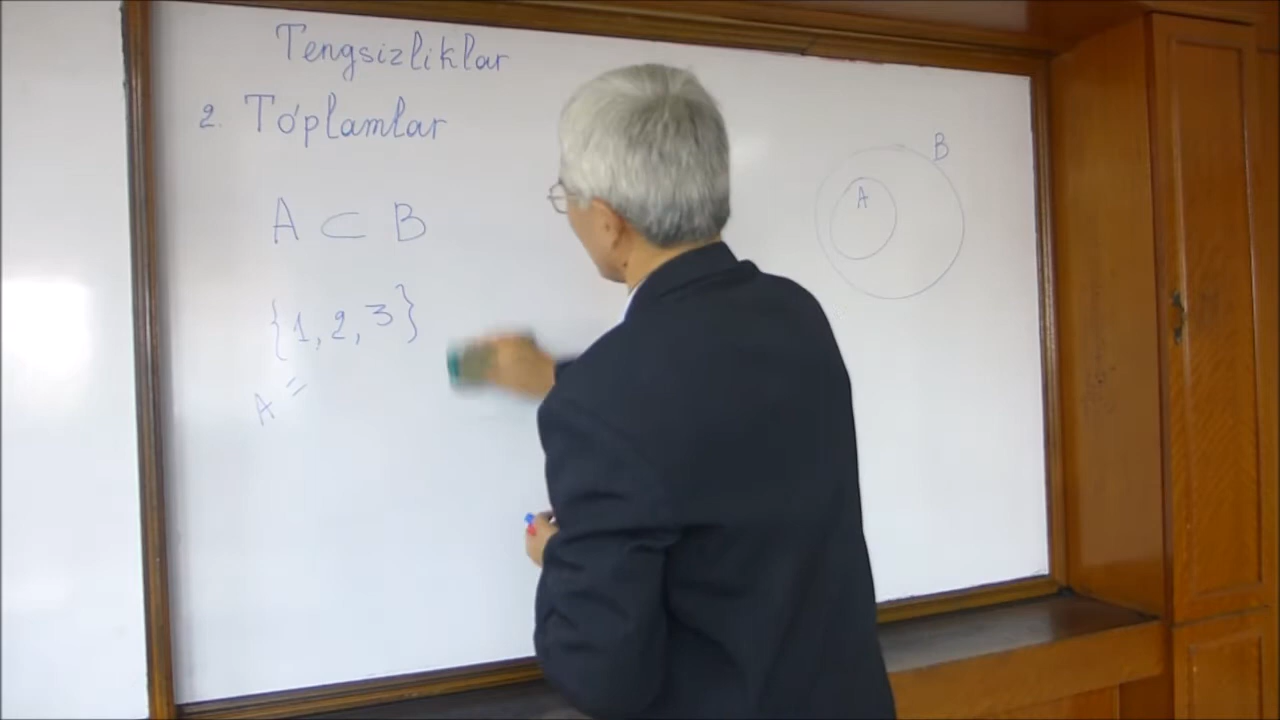 Tengsizliklar
2. To'plamlar
A ⊂ B
{1, 2, 3}
A =
B
A